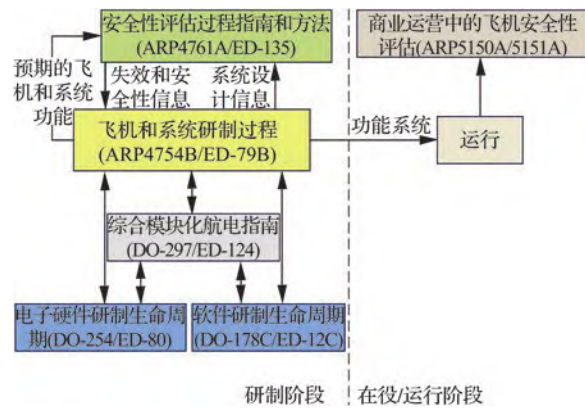 安全性评估过程指南和方法
(ARP4761A/ED-135)
商业运营中的飞机安全性
评估(ARP5150A/5151A)
预期的飞
机和系统
功能
失效和安
全性信息
系统设
计信息
飞机和系统研制过程
(ARP4754B/ED-79B)
功能系统
运行
综合模块化航电指南
(DO-297/ED-124)
电子硬件研制生命周
期(DO-254/ED-80)
软件研制生命周期
(DO-178C/ED-12C)
研制阶段
在役/运行阶段